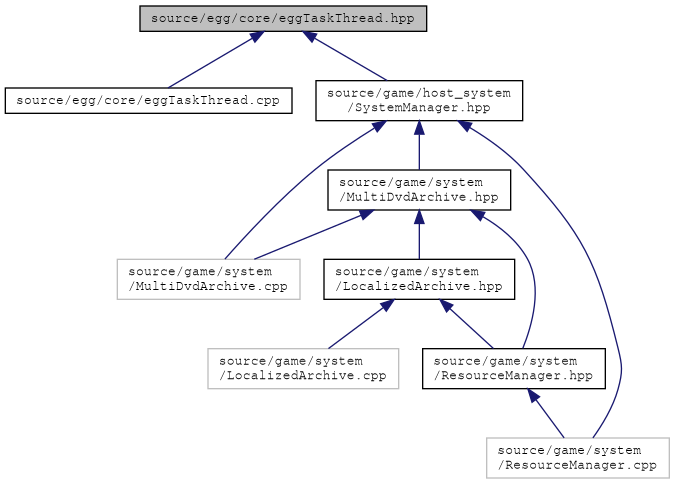 source/egg/core/eggTaskThread.hpp
source/egg/core/eggTaskThread.cpp
source/game/host_system
/SystemManager.hpp
source/game/system
/MultiDvdArchive.hpp
source/game/system
/MultiDvdArchive.cpp
source/game/system
/LocalizedArchive.hpp
source/game/system
/LocalizedArchive.cpp
source/game/system
/ResourceManager.hpp
source/game/system
/ResourceManager.cpp